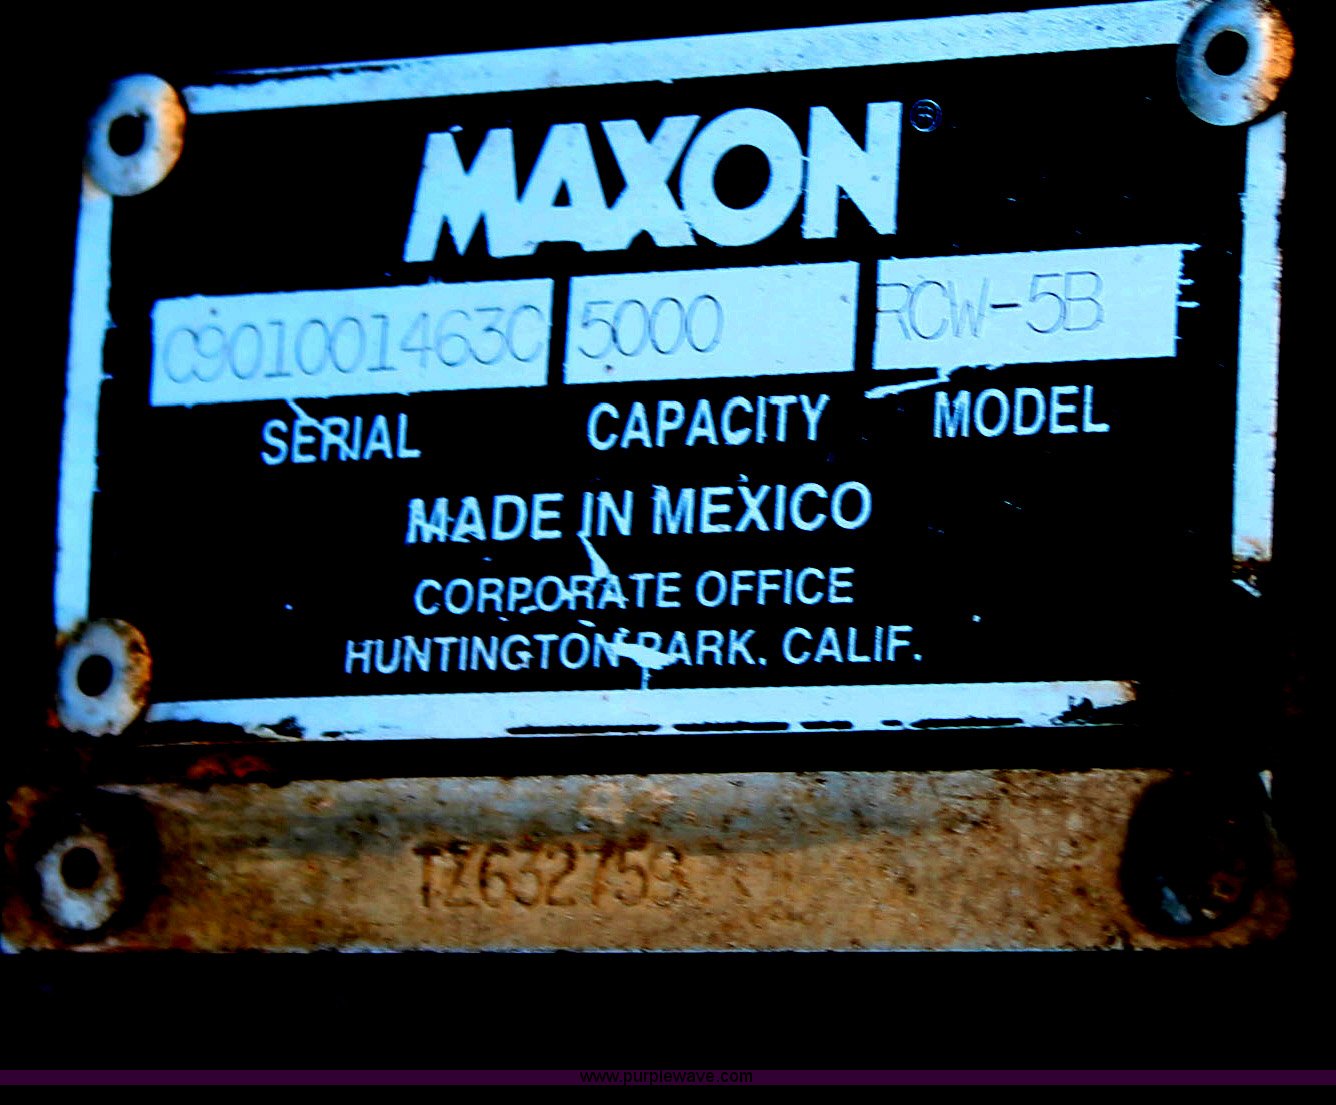 MAXON®
C901001463C 5000 RCW-5B
SERIAL CAPACITY MODEL
MADE IN MEXICO
CORPORATE OFFICE
HUNTINGTON PARK. CALIF.
TZ632759
www.purplewave.com